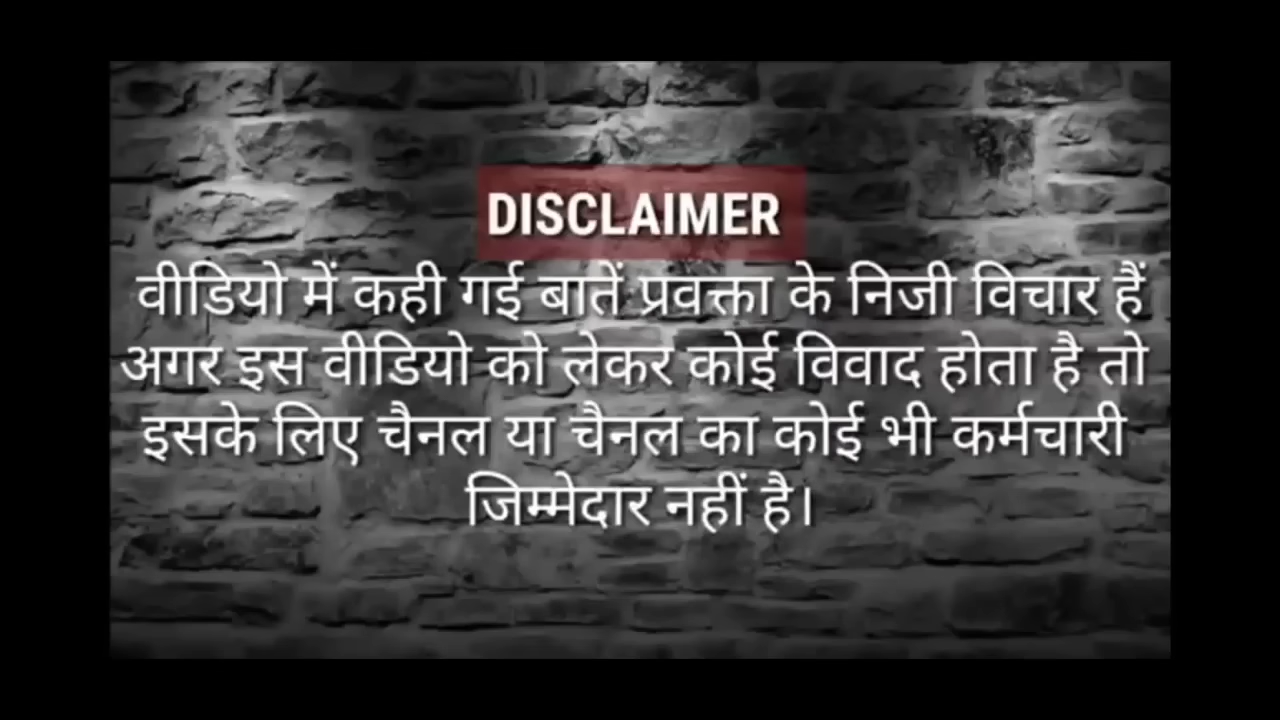 DISCLAIMER
वीडियो में कही गई बातें प्रवक्ता के निजी विचार हैं
अगर इस वीडियो को लेकर कोई विवाद होता है तो
इसके लिए चैनल या चैनल का कोई भी कर्मचारी
जिम्मेदार नहीं है।